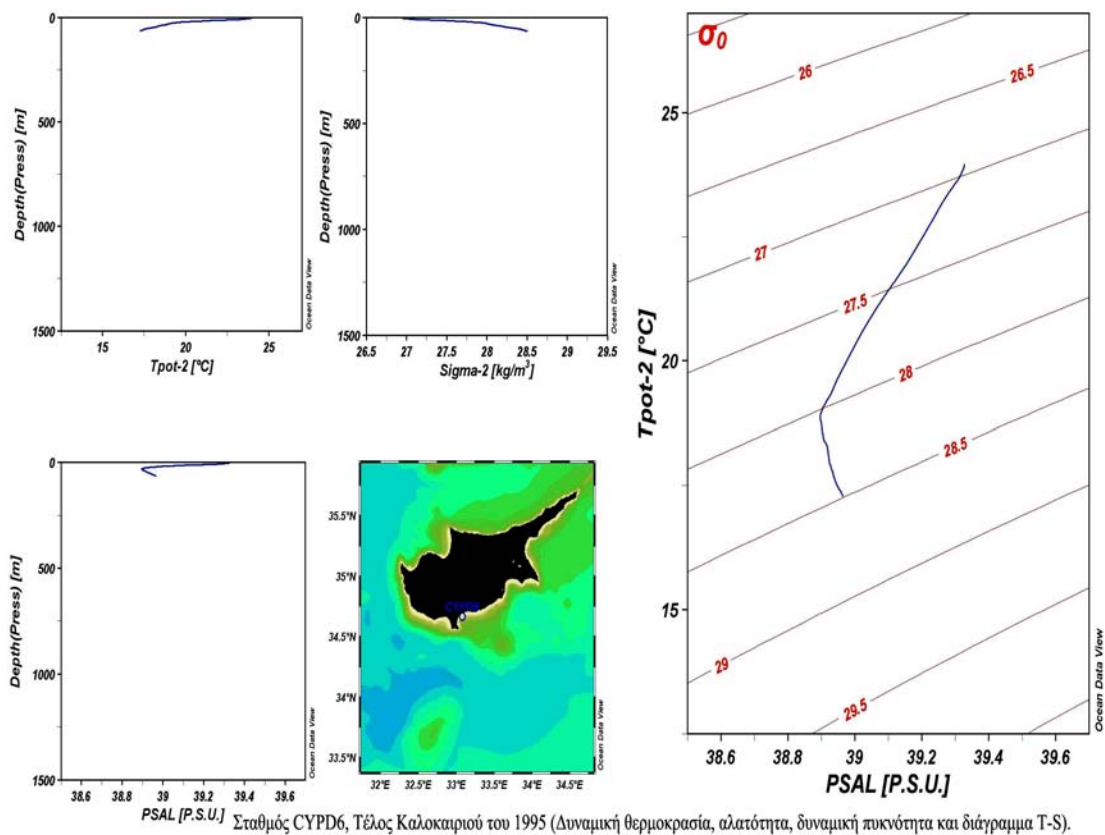 0
500
1000
1500
Depth(Press) [m]
15 20 25
Tpot-2 [°C]
Ocean Data View
0
500
1000
1500
Depth(Press) [m]
26.5 27 27.5 28 28.5 29 29.5
Sigma-2 [kg/m³]
Ocean Data View
σ0
26
26.5
27
27.5
28
28.5
29
29.5
25
20
15
Tpot-2 [°C]
38.6 38.8 39 39.2 39.4 39.6
PSAL [P.S.U.]
Ocean Data View
0
500
1000
1500
Depth(Press) [m]
38.6 38.8 39 39.2 39.4 39.6
PSAL [P.S.U.]
Ocean Data View
35.5°N
35°N
34.5°N
34°N
33.5°N
CYPD6
32°E 32.5°E 33°E 33.5°E 34°E 34.5°E
Ocean Data View
Σταθμός CYPD6, Τέλος Καλοκαιριού του 1995 (Δυναμική θερμοκρασία, αλατότητα, δυναμική πυκνότητα και διάγραμμα T-S).